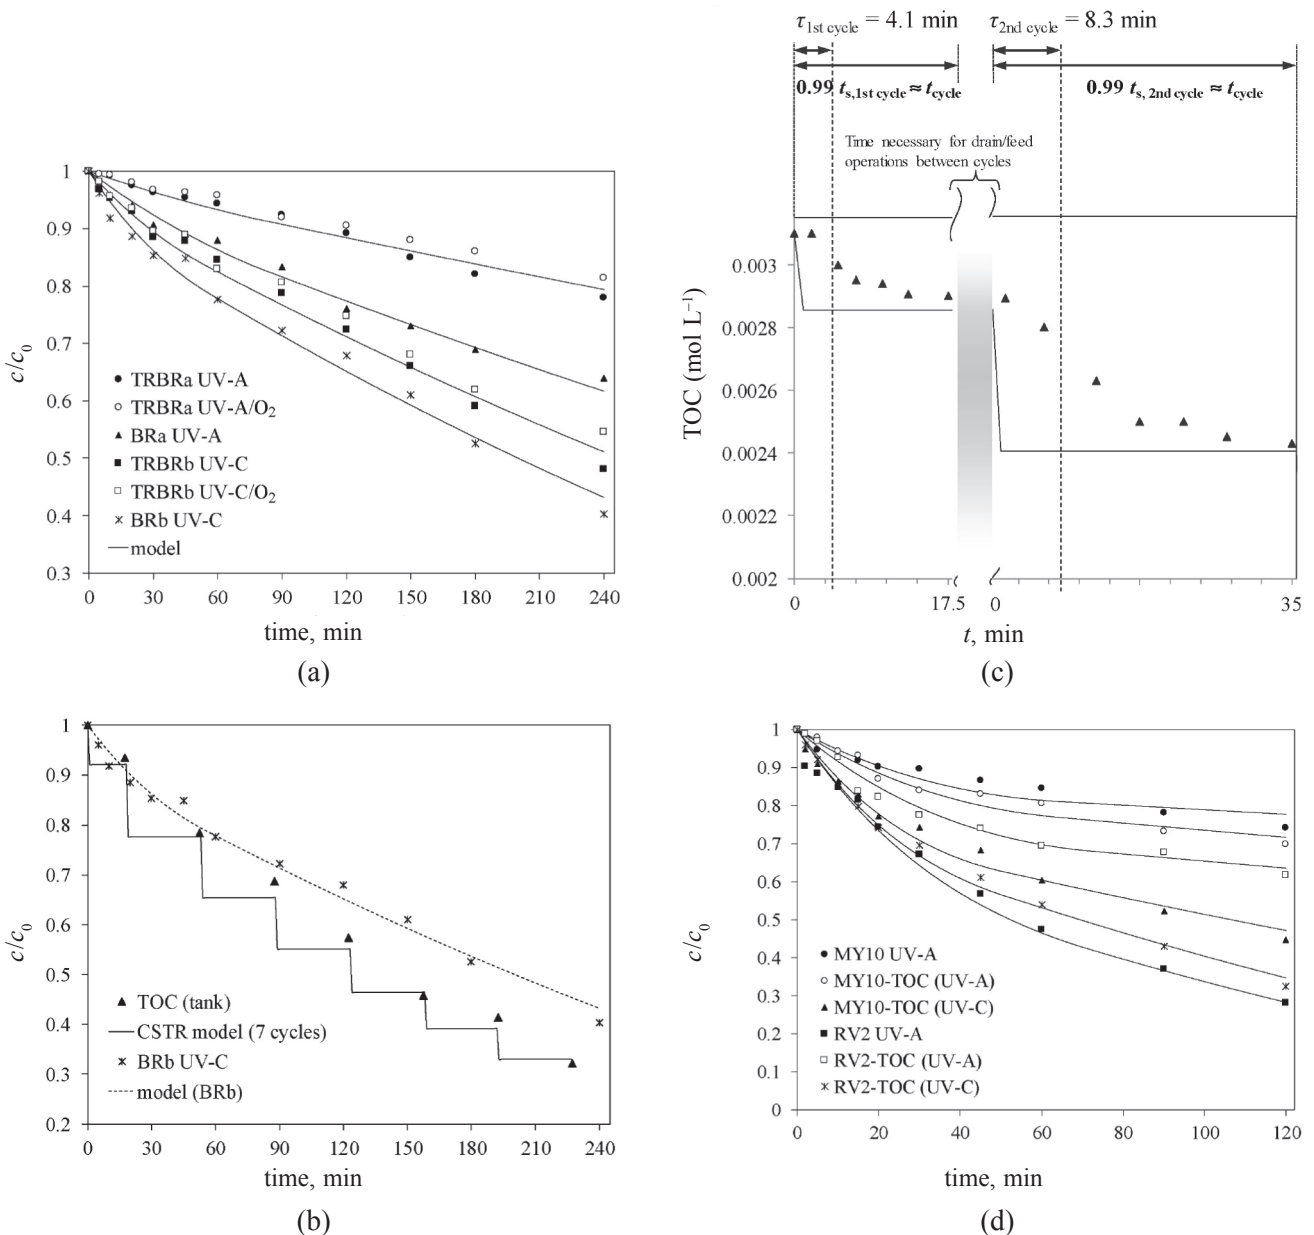 1
0.9
0.8
0.7
0.6
0.5
0.4
0.3
c/c₀
TRBRa UV-A
TRBRa UV-A/O₂
BRa UV-A
TRBRb UV-C
TRBRb UV-C/O₂
BRb UV-C
model
0 30 60 90 120 150 180 210 240
time, min
(a)
1
0.9
0.8
0.7
0.6
0.5
0.4
0.3
0.2
c/c₀
TOC (tank)
CSTR model (7 cycles)
BRb UV-C
model (BRb)
0 30 60 90 120 150 180 210 240
time, min
(b)
τ1st cycle = 4.1 min τ2nd cycle = 8.3 min
0.99 ts,1st cycle ≈ tcycle 0.99 ts, 2nd cycle ≈ tcycle
Time necessary for drain/feed
operations between cycles
0.003
0.0028
0.0026
0.0024
0.0022
0.002
TOC (mol L⁻¹)
0 17.5 0 35
t, min
(c)
1
0.9
0.8
0.7
0.6
0.5
0.4
0.3
0.2
0.1
0
c/c₀
MY10 UV-A
MY10-TOC (UV-A)
MY10-TOC (UV-C)
RV2 UV-A
RV2-TOC (UV-A)
RV2-TOC (UV-C)
0 20 40 60 80 100 120
time, min
(d)